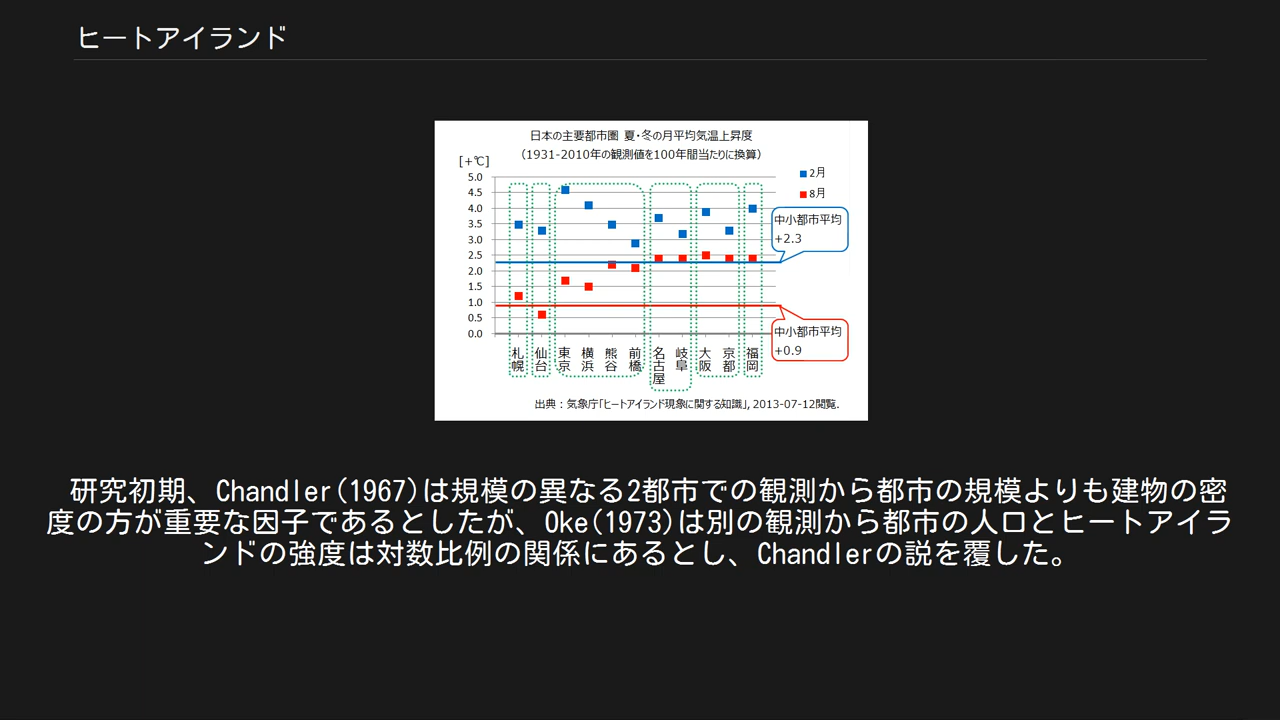 ヒートアイランド
日本の主要都市圏 夏・冬の月平均気温上昇度
（1931-2010年の観測値を100年間当たりに換算）
[+℃]
2月
8月
5.0
4.5
4.0
3.5
3.0
2.5
2.0
1.5
1.0
0.5
0.0
中小都市平均
+2.3
中小都市平均
+0.9
札幌
仙台
東京
横浜
熊谷
前橋
名古屋
岐阜
大阪
京都
福岡
出典：気象庁「ヒートアイランド現象に関する知識」, 2013-07-12閲覧.
研究初期、Chandler(1967)は規模の異なる2都市での観測から都市の規模よりも建物の密
度の方が重要な因子であるとしたが、Oke(1973)は別の観測から都市の人口とヒートアイラ
ンドの強度は対数比例の関係にあるとし、Chandlerの説を覆した。